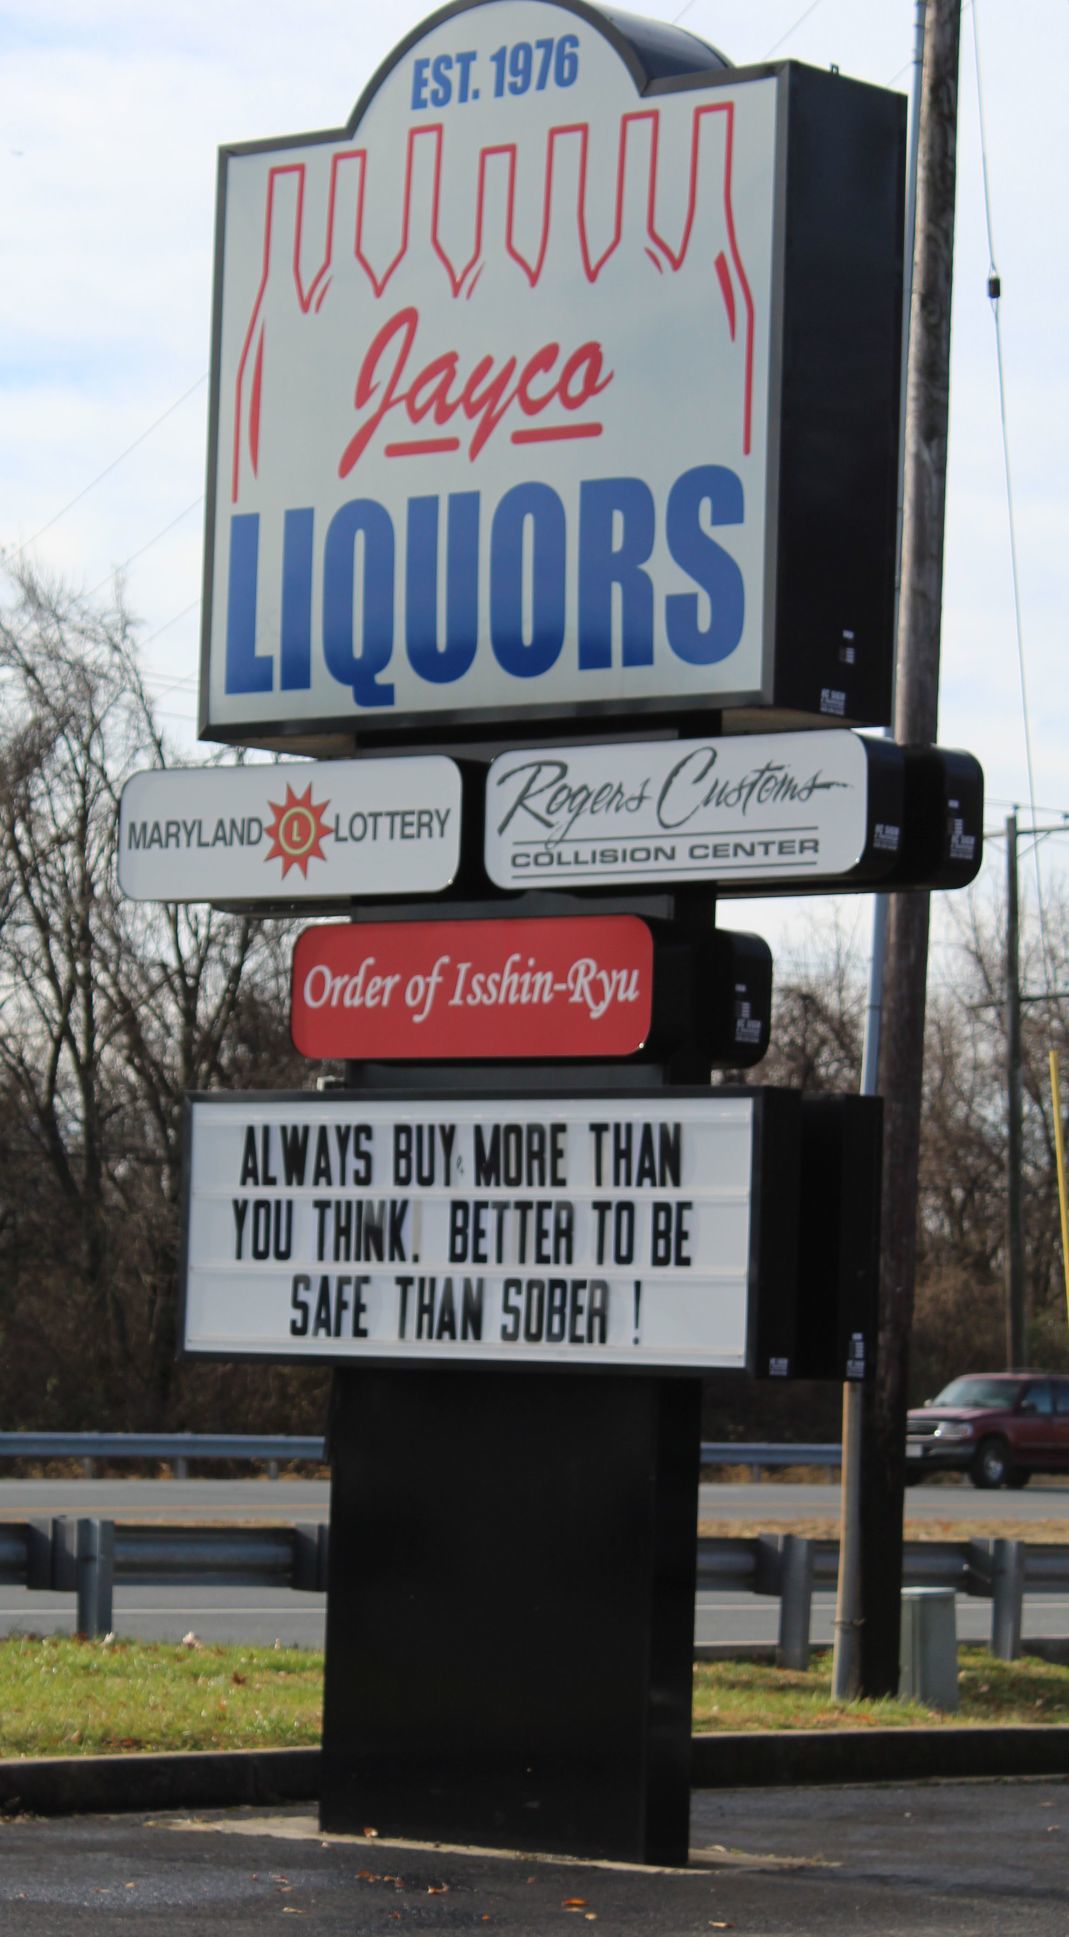 EST. 1976
Jayco
LIQUORS
MARYLAND L LOTTERY
Rogers Customs
COLLISION CENTER
Order of Isshin-Ryu
ALWAYS BUY MORE THAN
YOU THINK. BETTER TO BE
SAFE THAN SOBER !